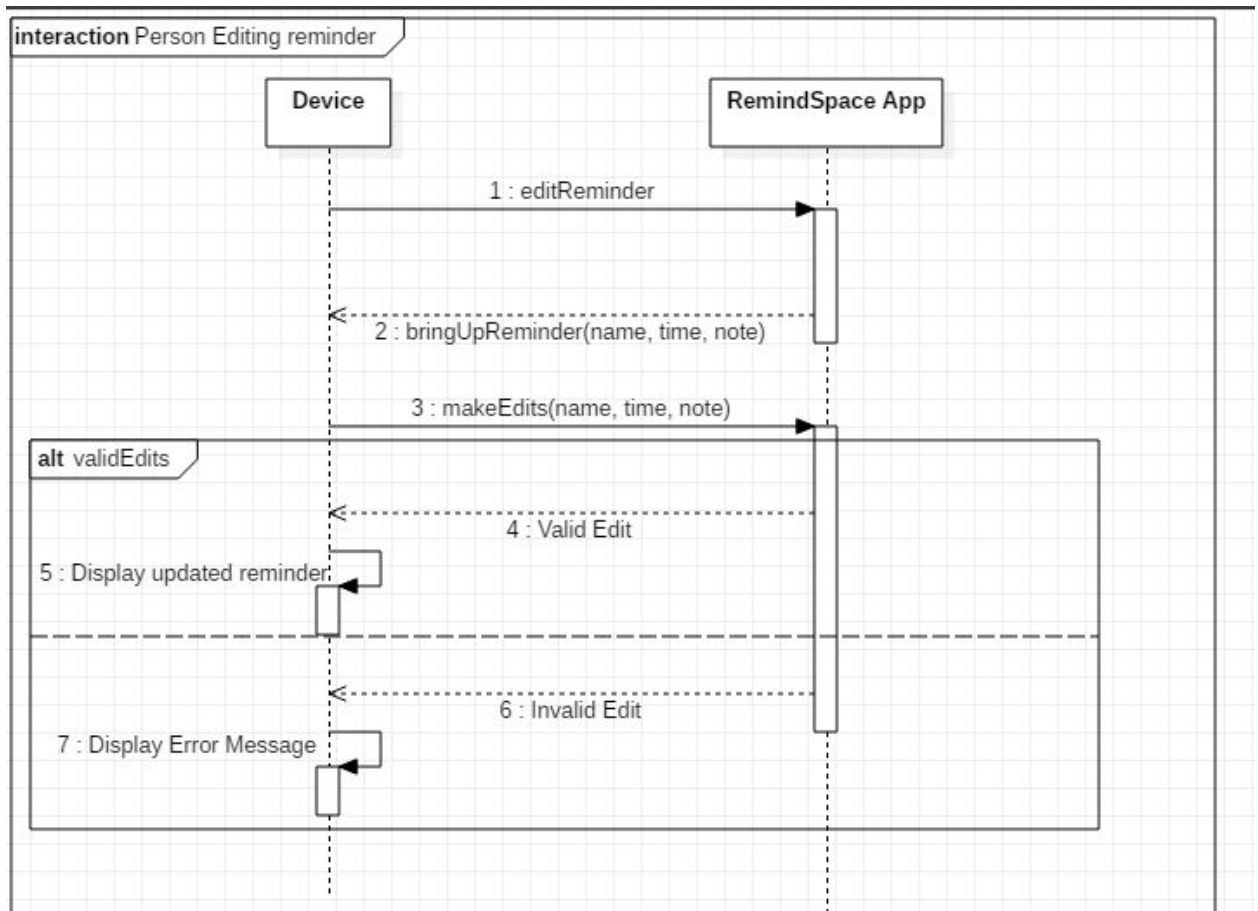 interaction Person Editing reminder
Device
RemindSpace App
1 : editReminder
2 : bringUpReminder(name, time, note)
3 : makeEdits(name, time, note)
alt validEdits
4 : Valid Edit
5 : Display updated reminder
6 : Invalid Edit
7 : Display Error Message